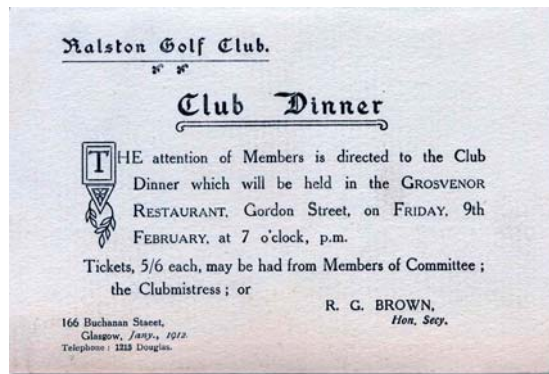 Ralston Golf Club.
Club Dinner
THE attention of Members is directed to the Club
Dinner which will be held in the GROSVENOR
RESTAURANT, Gordon Street, on FRIDAY, 9th
FEBRUARY, at 7 o'clock, p.m.
Tickets, 5/6 each, may be had from Members of Committee ;
the Clubmistress ; or
R. G. BROWN,
Hon. Secy.
166 Buchanan Staeet,
Glasgow, Jany., 1912.
Telephone : 1213 Douglas.